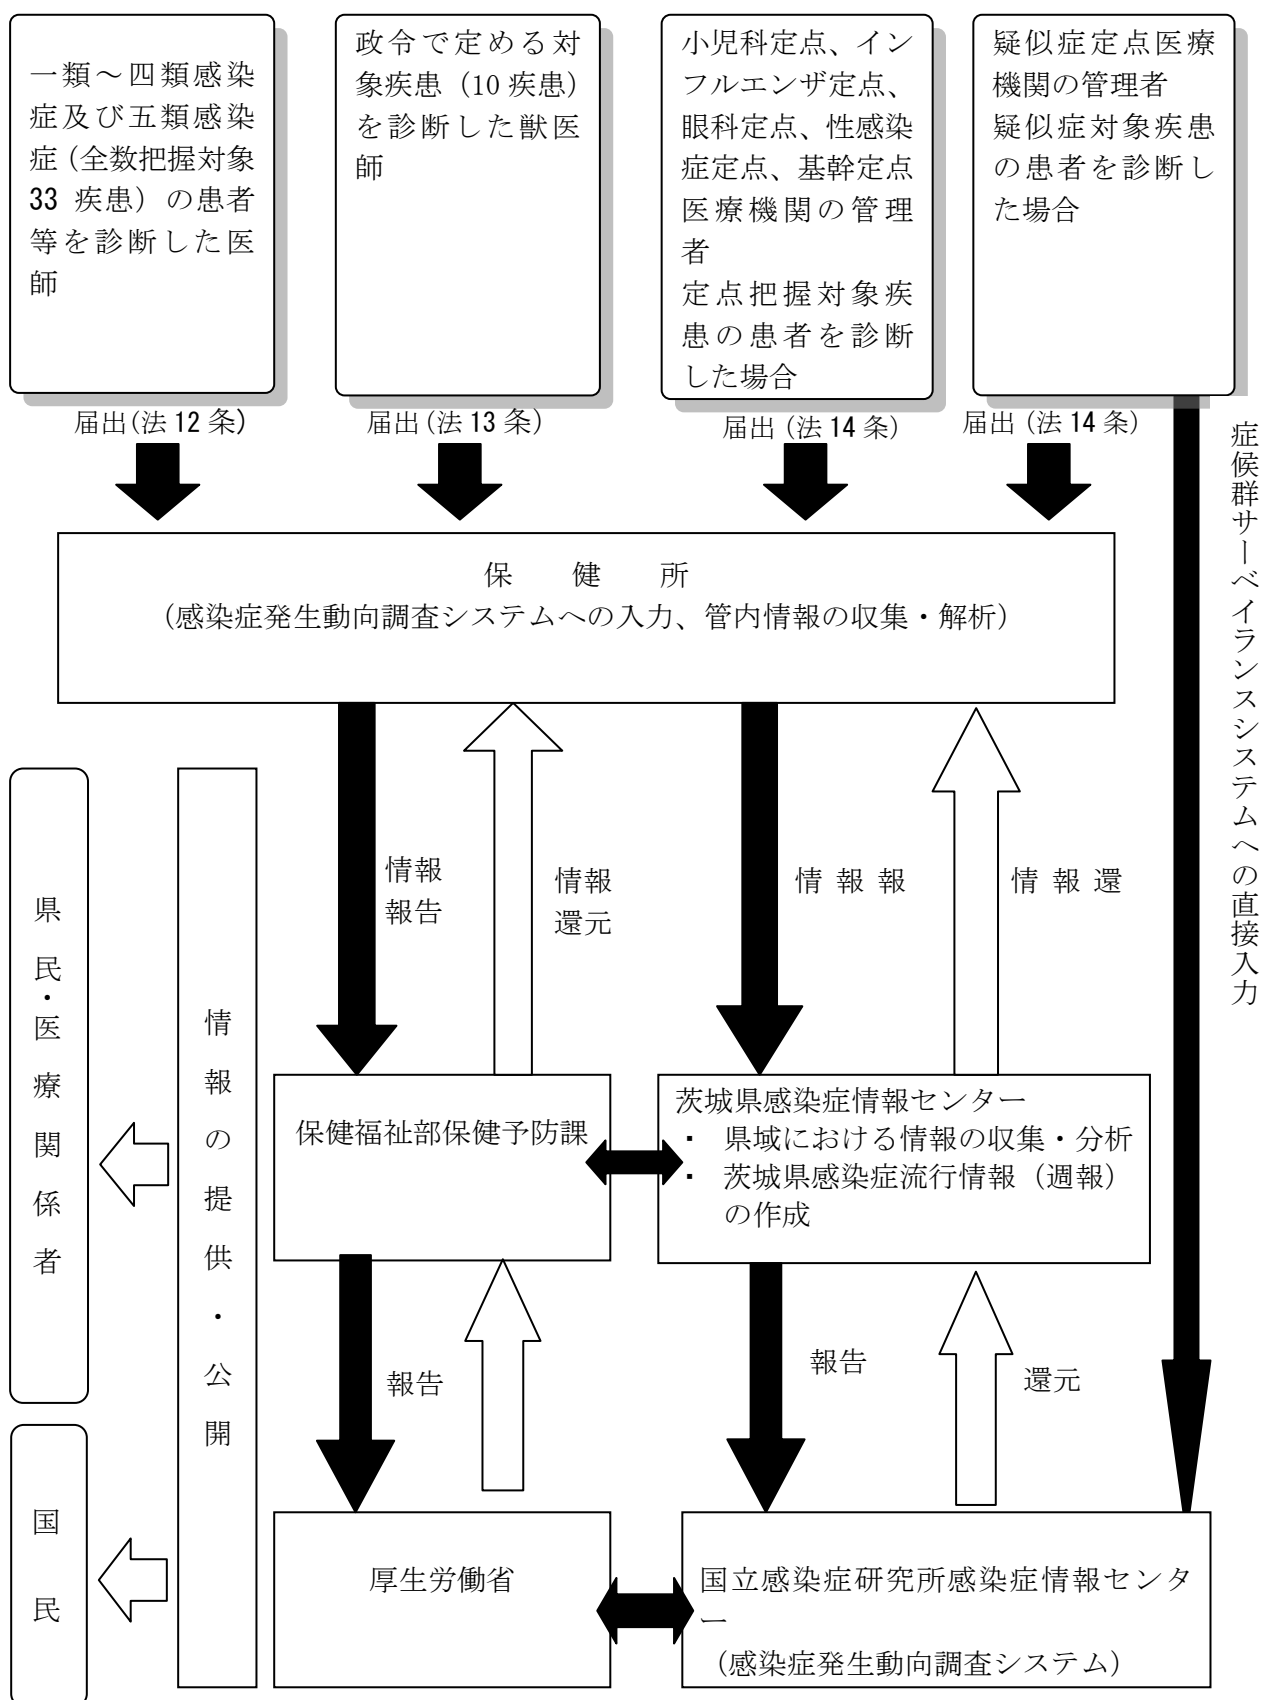 一類～四類感染
症及び五類感染
症（全数把握対象
33 疾患）の患者
等を診断した医
師
政令で定める対
象疾患（10 疾患）
を診断した獣医
師
小児科定点、イン
フルエンザ定点、
眼科定点、性感染
症定点、基幹定点
医療機関の管理
者
定点把握対象疾
患の患者を診断
した場合
疑似症定点医療
機関の管理者
疑似症対象疾患
の患者を診断し
た場合
届出(法 12 条)
届出(法 13 条)
届出(法 14 条)
届出(法 14 条)
症候群サーベイランスシステムへの直接入力
保　健　所
（感染症発生動向調査システムへの入力、管内情報の収集・解析）
情報
報告
情報
還元
情 報 報
情 報 還
県民・医療関係者
情報の提供・公開
保健福祉部保健予防課
茨城県感染症情報センター
・ 県域における情報の収集・分析
・ 茨城県感染症流行情報（週報）
の作成
報告
報告
還元
国民
厚生労働省
国立感染症研究所感染症情報センタ
ー
（感染症発生動向調査システム）